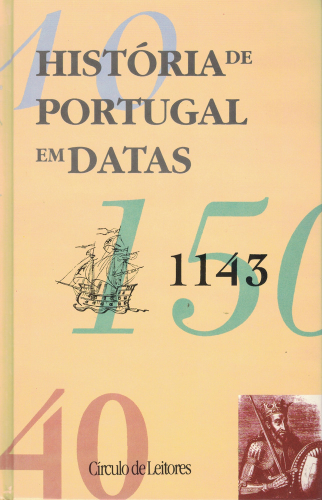 10
HISTÓRIA DE
PORTUGAL
EM DATAS
150
1143
40
Círculo de Leitores